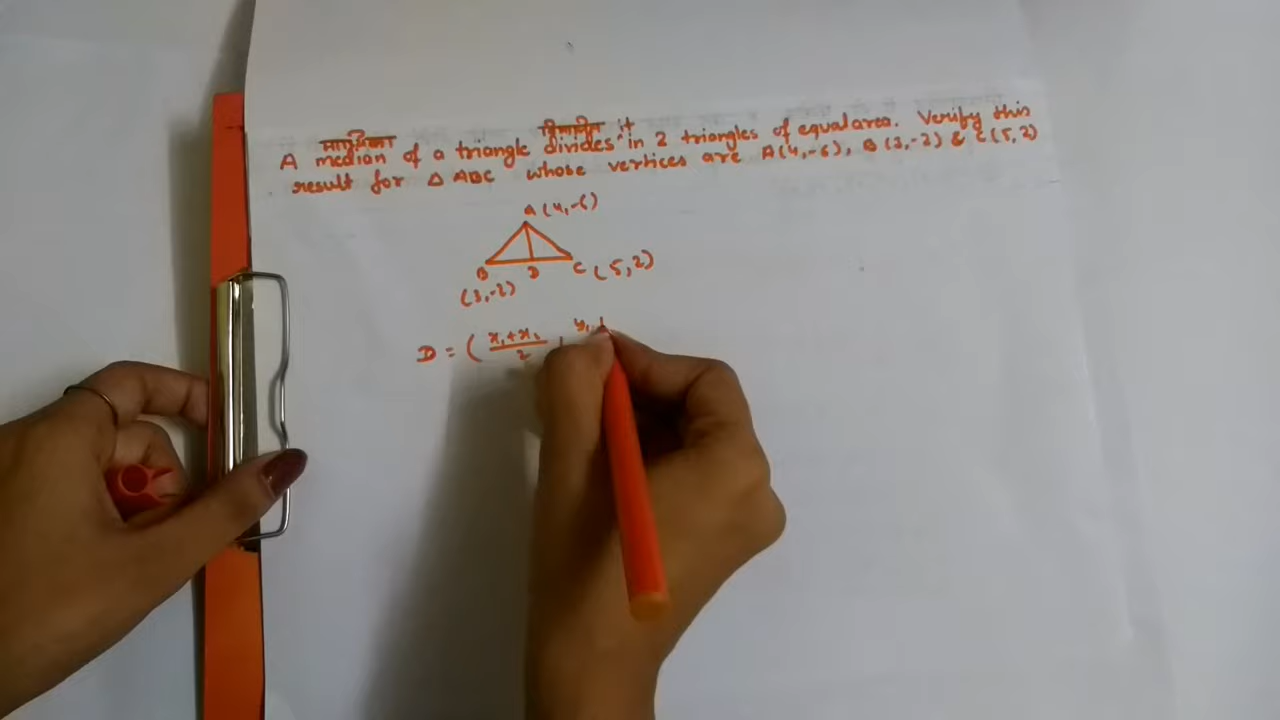 माध्यिका विभाजित it
A median of a triangle divides in 2 triangles of equal area. Verify this
result for △ ABC whose vertices are A(4,-6), B(3,-2) & C(5,2)
A (4,-6)
B D C (5,2)
(3,-2)
D = ( x₁+x₂ / 2 , y₁